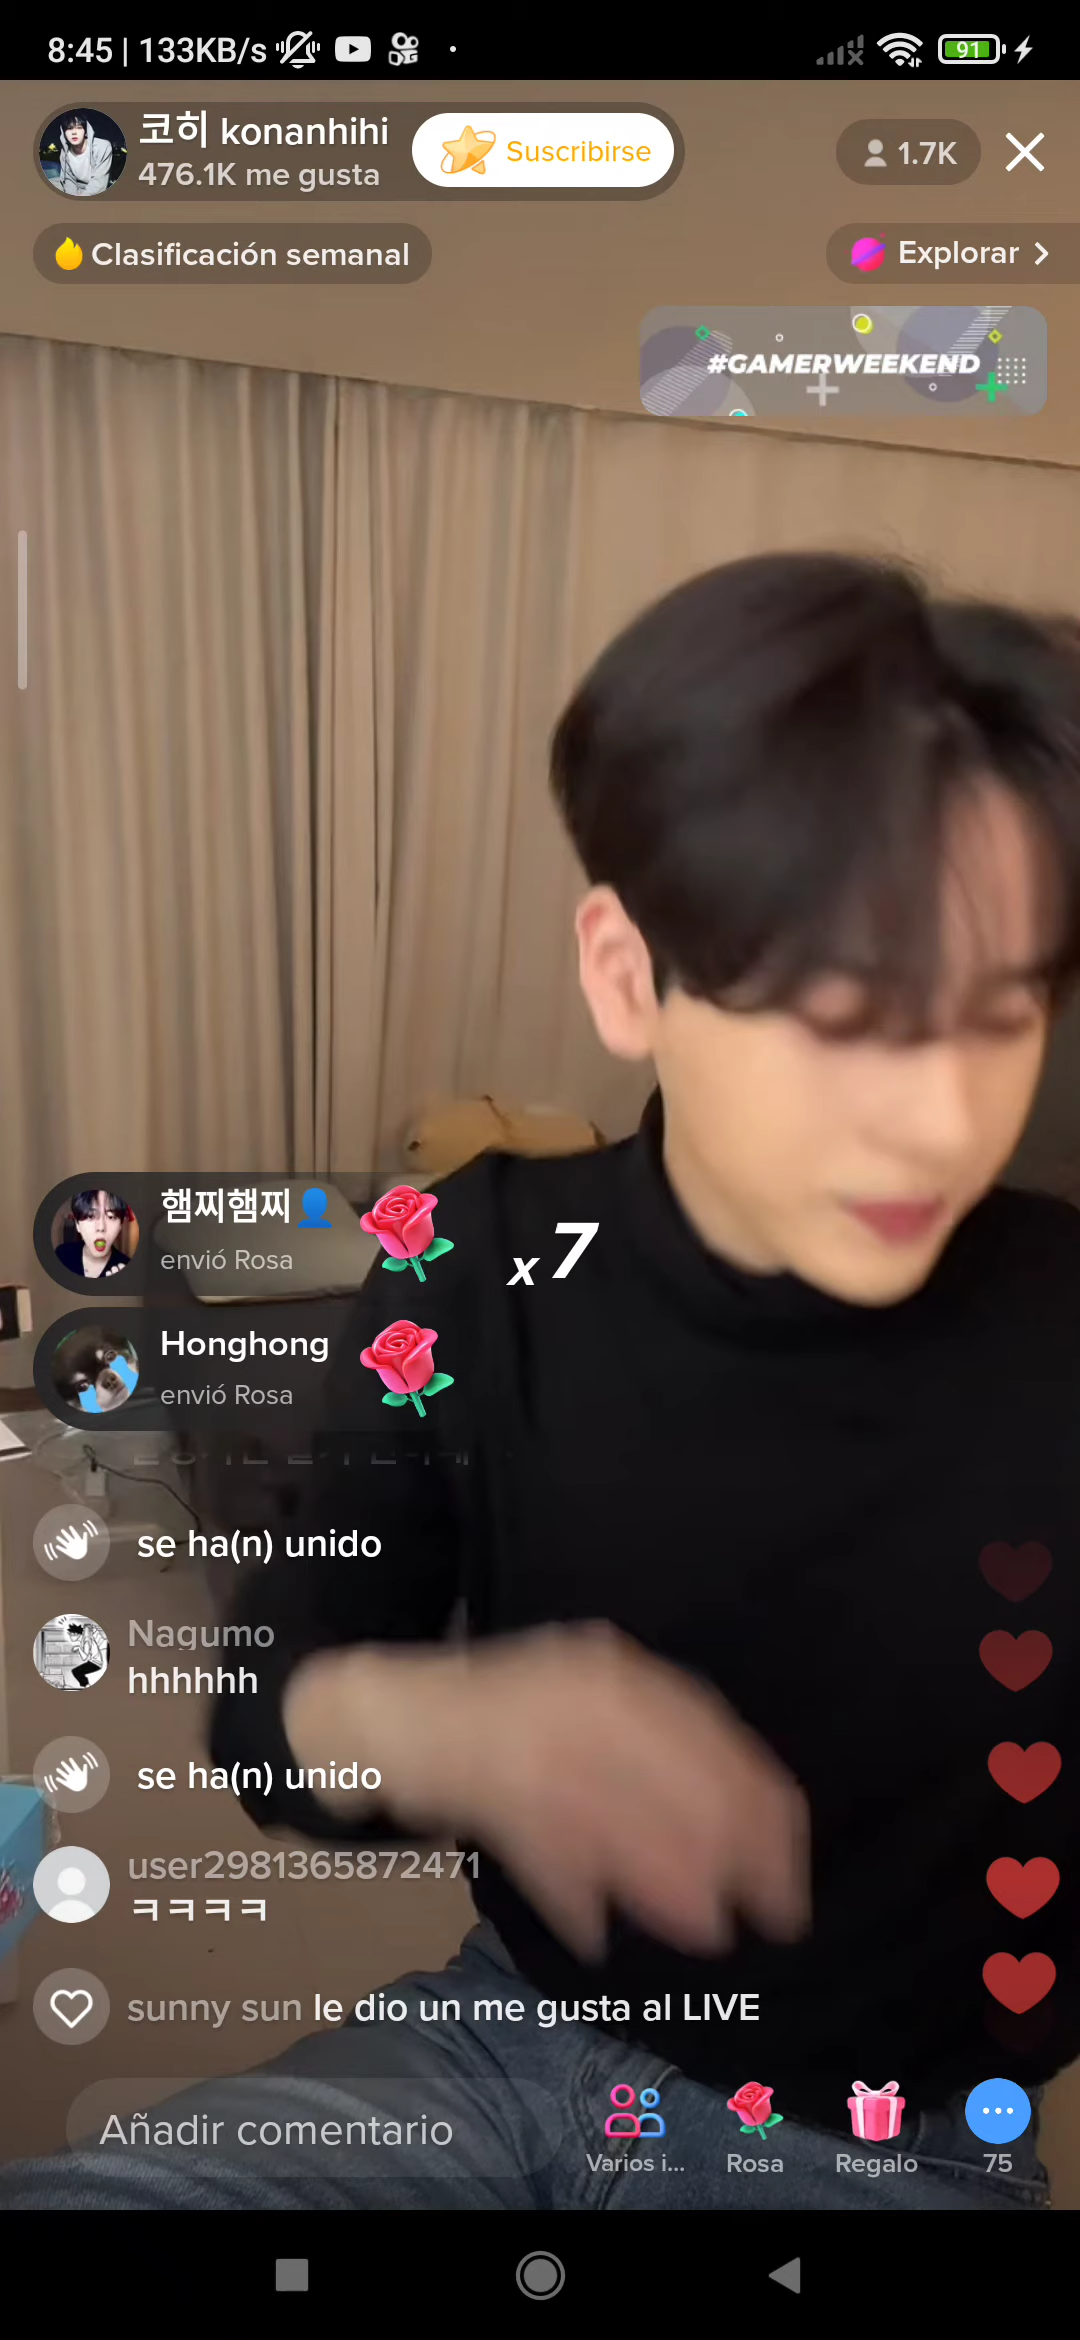 8:45 | 133KB/s
91
코히 konanhihi
476.1K me gusta
Suscribirse
1.7K
Clasificación semanal
Explorar
#GAMERWEEKEND
햄찌햄찌
envió Rosa
x7
Honghong
envió Rosa
se ha(n) unido
Nagumo
hhhhhh
se ha(n) unido
user2981365872471
ㅋㅋㅋㅋ
sunny sun le dio un me gusta al LIVE
Añadir comentario
Varios i...
Rosa
Regalo
75